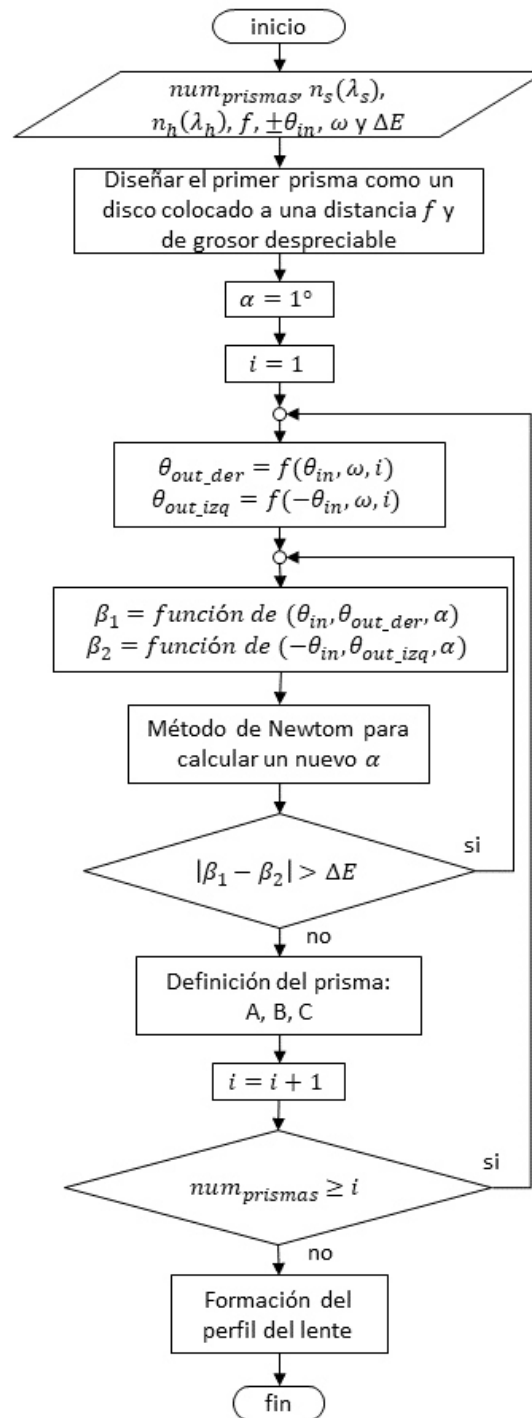 inicio
num_prismas, n_s(λ_s),
n_h(λ_h), f, ±θ_in, ω y ΔE
Diseñar el primer prisma como un
disco colocado a una distancia f y
de grosor despreciable
α = 1°
i = 1
θ_out_der = f(θ_in, ω, i)
θ_out_izq = f(−θ_in, ω, i)
β_1 = función de (θ_in, θ_out_der, α)
β_2 = función de (−θ_in, θ_out_izq, α)
Método de Newtom para
calcular un nuevo α
si
|β_1 − β_2| > ΔE
no
Definición del prisma:
A, B, C
i = i + 1
si
num_prismas ≥ i
no
Formación del
perfil del lente
fin